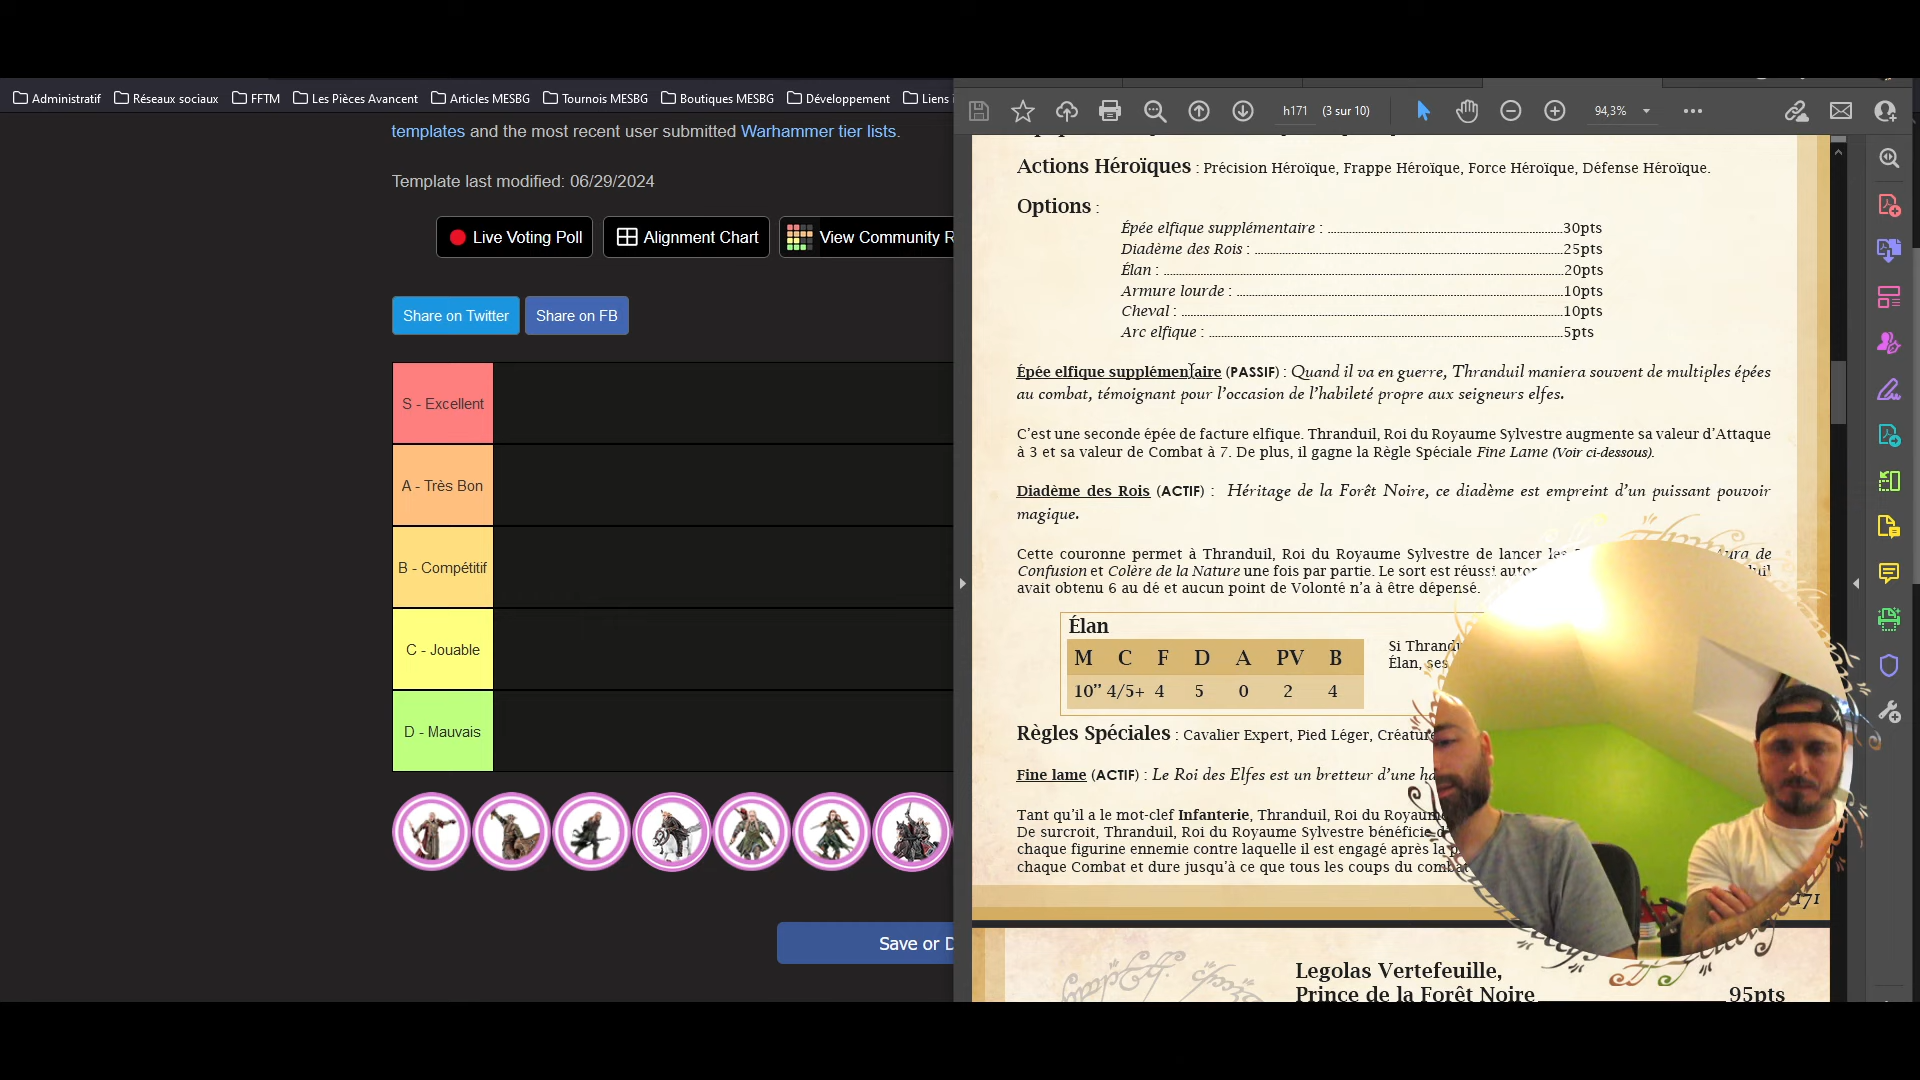 Administratif
Réseaux sociaux
FFTM
Les Pièces Avancent
Articles MESBG
Tournois MESBG
Boutiques MESBG
Développement
Liens
templates and the most recent user submitted Warhammer tier lists.
Template last modified: 06/29/2024
Live Voting Poll
Alignment Chart
View Community R
Share on Twitter
Share on FB
S - Excellent
A - Très Bon
B - Compétitif
C - Jouable
D - Mauvais
Save or D
h171 (3 sur 10)
94,3%
Actions Héroïques : Précision Héroïque, Frappe Héroïque, Force Héroïque, Défense Héroïque.
Options :
Épée elfique supplémentaire : 30pts
Diadème des Rois : 25pts
Élan : 20pts
Armure lourde : 10pts
Cheval : 10pts
Arc elfique : 5pts
Épée elfique supplémentaire (PASSIF) : Quand il va en guerre, Thranduil maniera souvent de multiples épées
au combat, témoignant pour l'occasion de l'habileté propre aux seigneurs elfes.
C'est une seconde épée de facture elfique. Thranduil, Roi du Royaume Sylvestre augmente sa valeur d'Attaque
à 3 et sa valeur de Combat à 7. De plus, il gagne la Règle Spéciale Fine Lame (Voir ci-dessous).
Diadème des Rois (ACTIF) : Héritage de la Forêt Noire, ce diadème est empreint d'un puissant pouvoir
magique.
Cette couronne permet à Thranduil, Roi du Royaume Sylvestre de lancer les Aura de
Confusion et Colère de la Nature une fois par partie. Le sort est réussi
avait obtenu 6 au dé et aucun point de Volonté n'a à être dépensé.
Élan
M C F D A PV B
10" 4/5+ 4 5 0 2 4
Si Thrand
Élan, ses
Règles Spéciales : Cavalier Expert, Pied Léger, Créature
Fine lame (ACTIF) : Le Roi des Elfes est un bretteur d'une ha
Tant qu'il a le mot-clef Infanterie, Thranduil, Roi du Royaum
De surcroit, Thranduil, Roi du Royaume Sylvestre bénéficie d
chaque figurine ennemie contre laquelle il est engagé après la p
chaque Combat et dure jusqu'à ce que tous les coups du combat
171
Legolas Vertefeuille,
Prince de la Forêt Noire 95pts